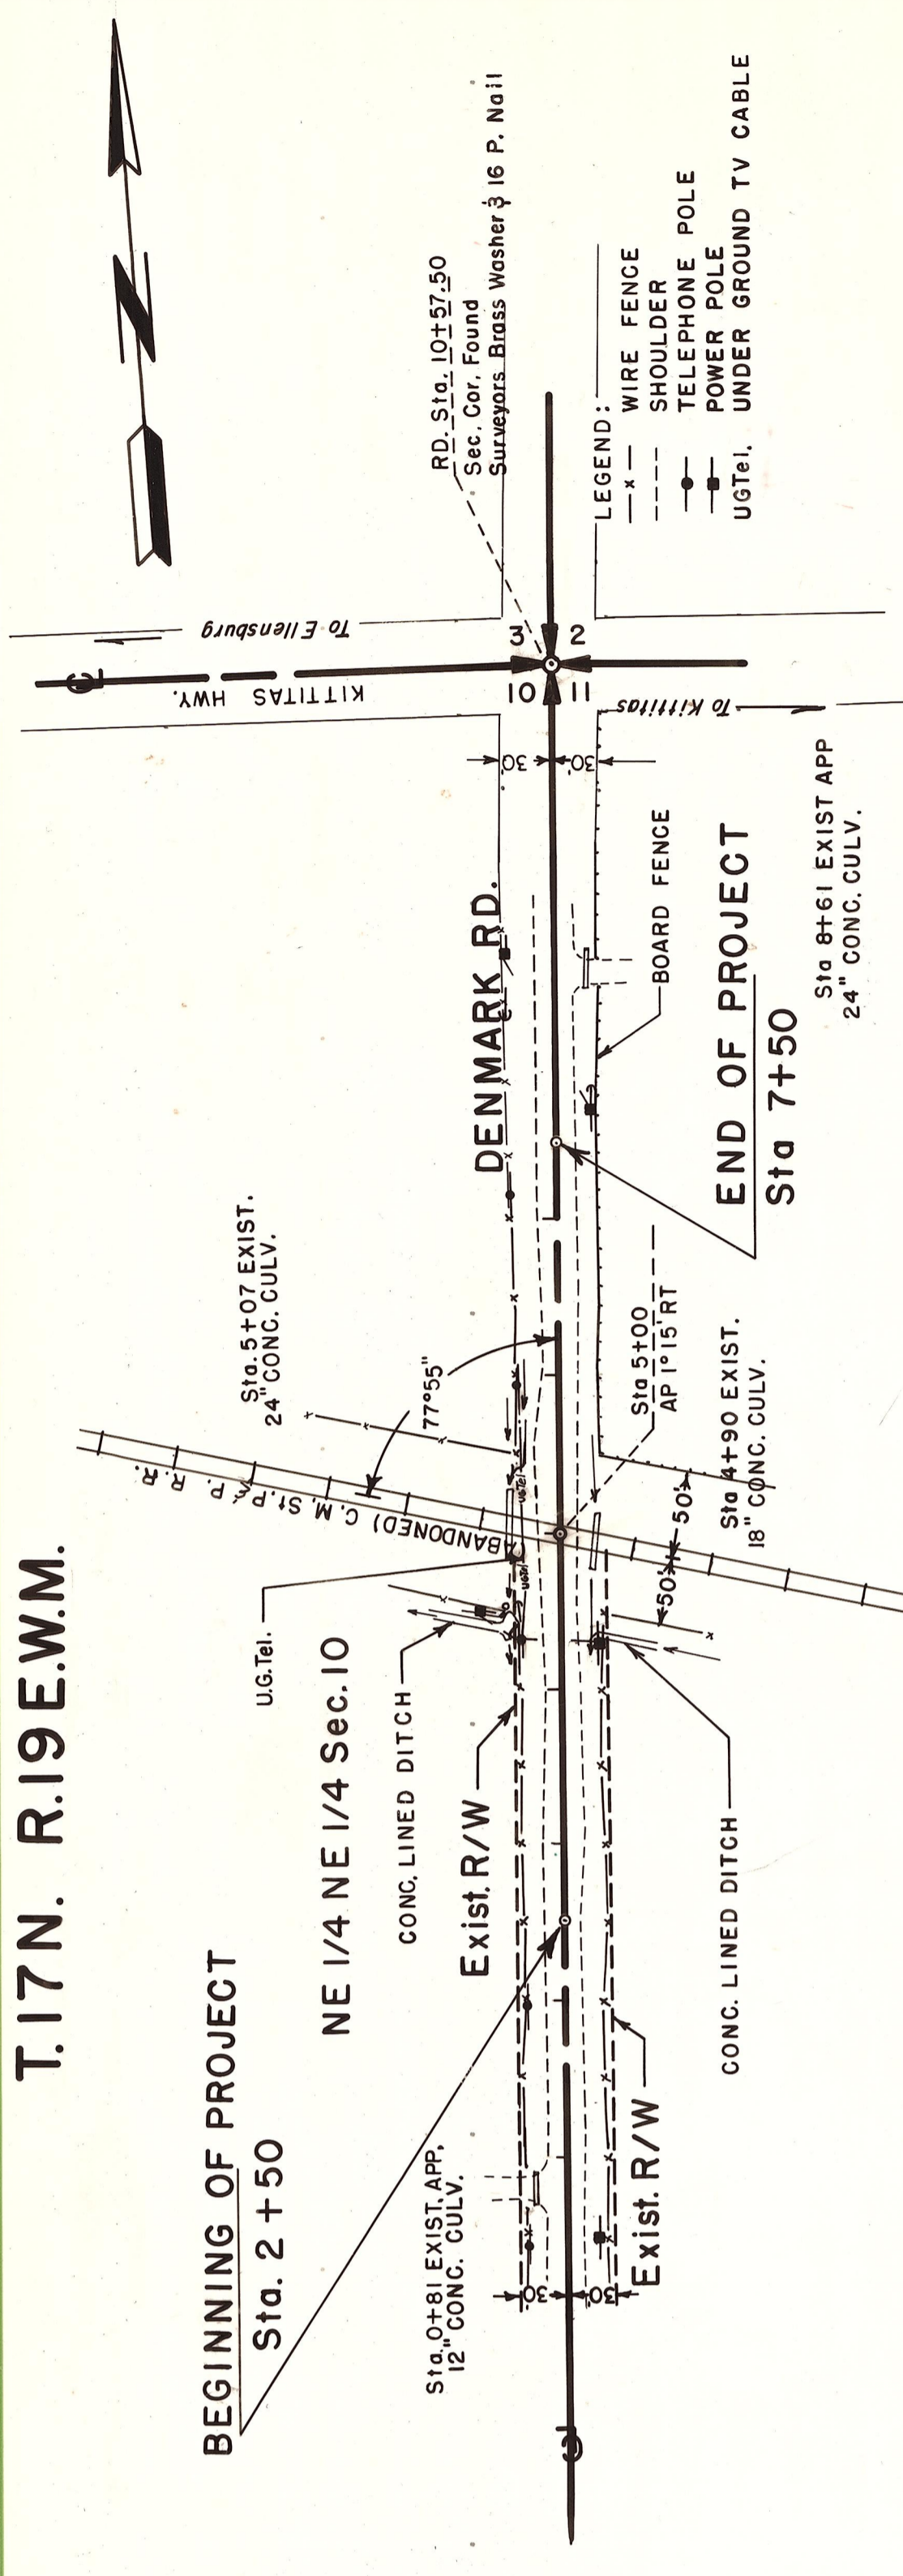 T. 17 N. R. 19 E. W. M.
BEGINNING OF PROJECT
Sta. 2 + 50
NE 1/4 NE 1/4 Sec. 10
U.G. Tel.
CONC. LINED DITCH
Exist. R/W
Sta. 0+81 EXIST. APP.
12" CONC. CULV.
30'
30'
Exist. R/W
CONC. LINED DITCH
(ABANDONED) C. M. St. P. & P. R. R.
UGTel
UGTel
Sta. 5+07 EXIST.
24" CONC. CULV.
77°55"
Sta 5+00
AP 1°15' RT
Sta 4+90 EXIST.
18" CONC. CULV.
50'
50'
DENMARK RD.
END OF PROJECT
Sta 7+50
BOARD FENCE
Sta 8+61 EXIST APP
24" CONC. CULV.
30'
30'
KITTITAS HWY.
To Ellensburg
To Kittitas
3 2
10 11
RD. Sta. 10+57.50
Sec. Cor. Found
Surveyors Brass Washer & 16 P. Nail
N
LEGEND:
WIRE FENCE
SHOULDER
TELEPHONE POLE
POWER POLE
UGTel. UNDER GROUND TV CABLE